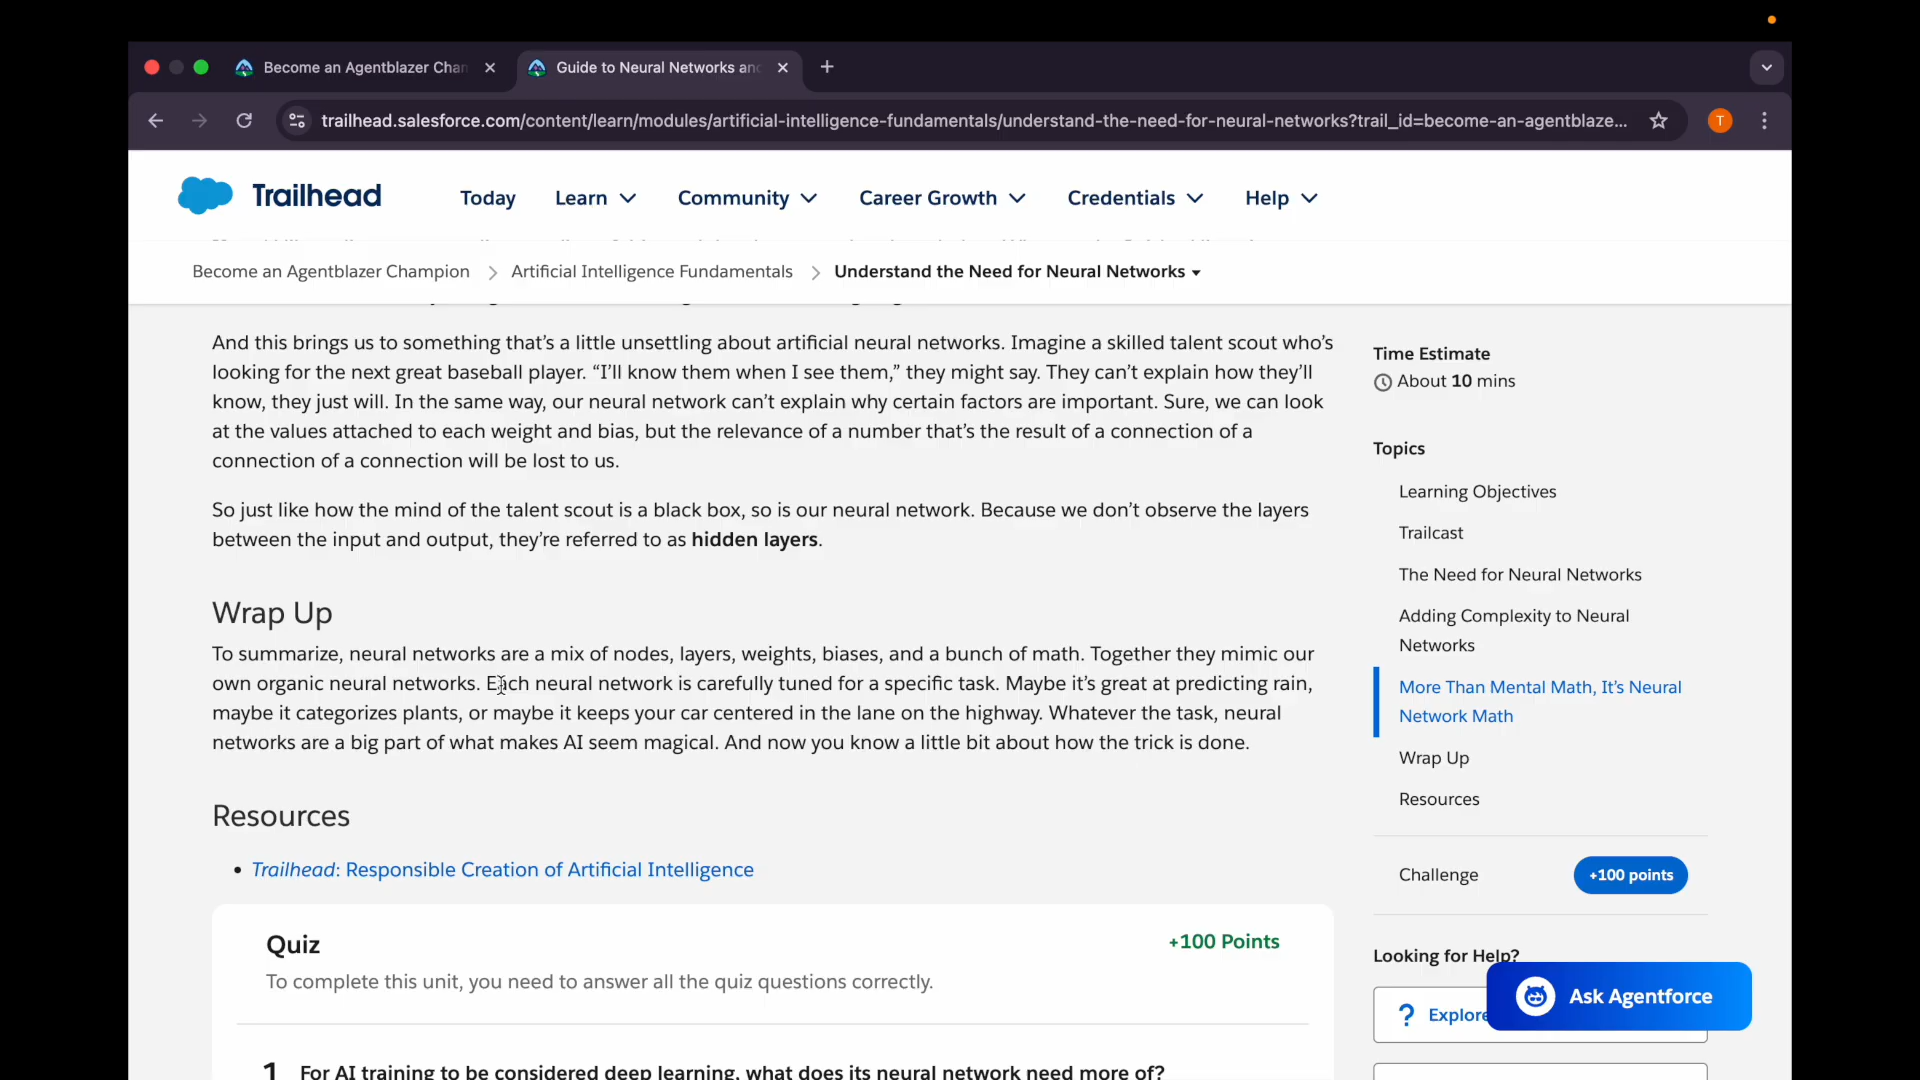 Become an Agentblazer Cha
Guide to Neural Networks an
trailhead.salesforce.com/content/learn/modules/artificial-intelligence-fundamentals/understand-the-need-for-neural-networks?trail_id=become-an-agentblaze...
T
Trailhead
Today
Learn
Community
Career Growth
Credentials
Help
Become an Agentblazer Champion
Artificial Intelligence Fundamentals
Understand the Need for Neural Networks
And this brings us to something that’s a little unsettling about artificial neural networks. Imagine a skilled talent scout who’s
looking for the next great baseball player. “I’ll know them when I see them,” they might say. They can’t explain how they’ll
know, they just will. In the same way, our neural network can’t explain why certain factors are important. Sure, we can look
at the values attached to each weight and bias, but the relevance of a number that’s the result of a connection of a
connection of a connection will be lost to us.
So just like how the mind of the talent scout is a black box, so is our neural network. Because we don’t observe the layers
between the input and output, they’re referred to as hidden layers.
Wrap Up
To summarize, neural networks are a mix of nodes, layers, weights, biases, and a bunch of math. Together they mimic our
own organic neural networks. Each neural network is carefully tuned for a specific task. Maybe it’s great at predicting rain,
maybe it categorizes plants, or maybe it keeps your car centered in the lane on the highway. Whatever the task, neural
networks are a big part of what makes AI seem magical. And now you know a little bit about how the trick is done.
Resources
• Trailhead: Responsible Creation of Artificial Intelligence
Quiz
+100 Points
To complete this unit, you need to answer all the quiz questions correctly.
1 For AI training to be considered deep learning, what does its neural network need more of?
Time Estimate
About 10 mins
Topics
Learning Objectives
Trailcast
The Need for Neural Networks
Adding Complexity to Neural
Networks
More Than Mental Math, It’s Neural
Network Math
Wrap Up
Resources
Challenge
+100 points
Looking for Help?
? Explore
Ask Agentforce